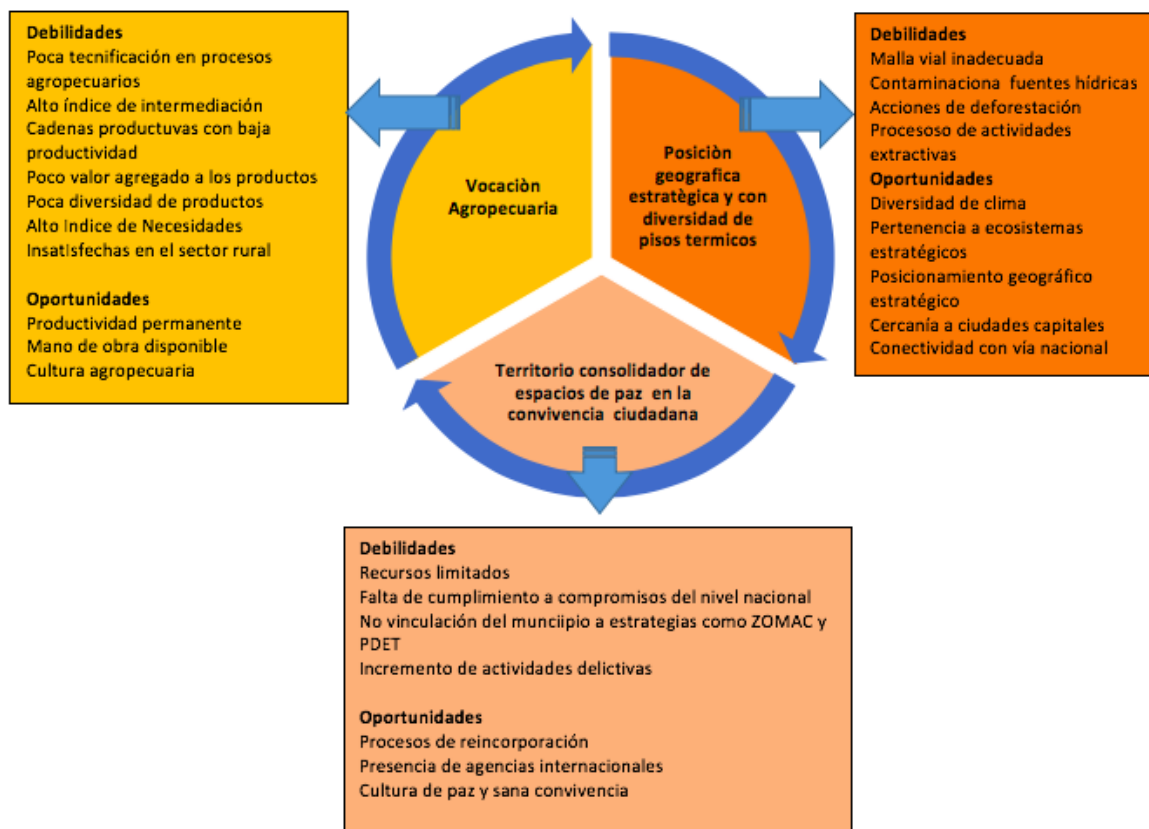 Debilidades
Poca tecnificación en procesos
agropecuarios
Alto índice de intermediación
Cadenas productuvas con baja
productividad
Poco valor agregado a los productos
Poca diversidad de productos
Alto Indice de Necesidades
Insatisfechas en el sector rural
Oportunidades
Productividad permanente
Mano de obra disponible
Cultura agropecuaria
Vocaciòn
Agropecuaria
Posiciòn
geografica
estratègica y con
diversidad de
pisos termicos
Debilidades
Malla vial inadecuada
Contaminaciona fuentes hídricas
Acciones de deforestación
Procesoso de actividades
extractivas
Oportunidades
Diversidad de clima
Pertenencia a ecosistemas
estratégicos
Posicionamiento geográfico
estratégico
Cercanía a ciudades capitales
Conectividad con vía nacional
Territorio consolidador de
espacios de paz en la
convivencia ciudadana
Debilidades
Recursos limitados
Falta de cumplimiento a compromisos del nivel nacional
No vinculación del munciipio a estrategias como ZOMAC y
PDET
Incremento de actividades delictivas
Oportunidades
Procesos de reincorporación
Presencia de agencias internacionales
Cultura de paz y sana convivencia